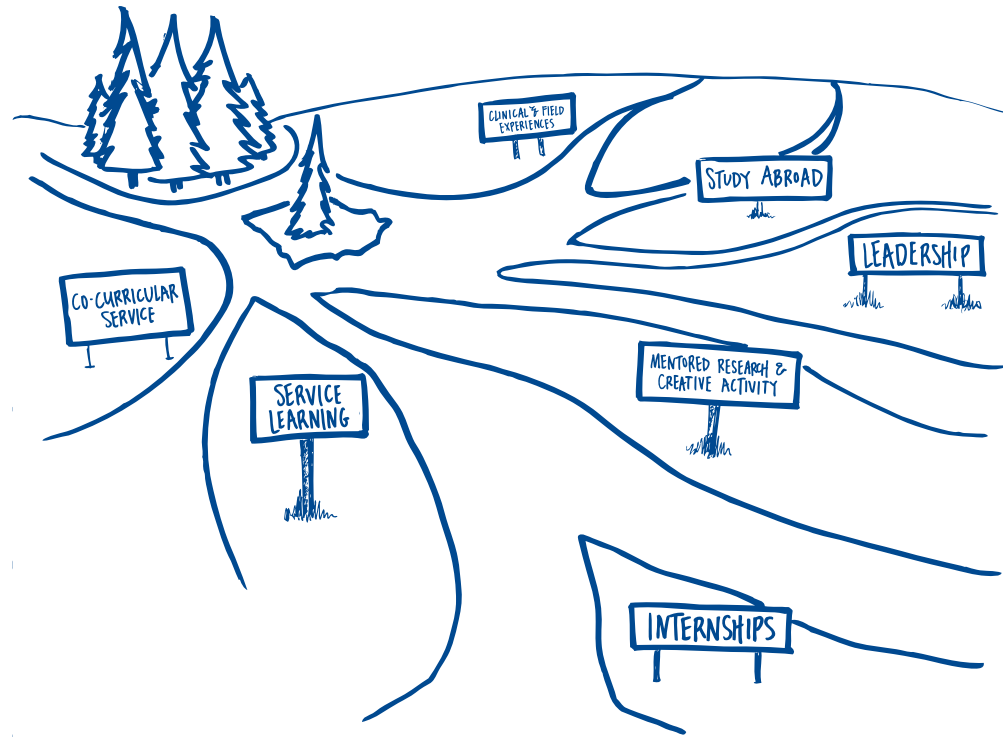 CLINICAL & FIELD
EXPERIENCES
STUDY ABROAD
LEADERSHIP
CO-CURRICULAR
SERVICE
MENTORED RESEARCH &
CREATIVE ACTIVITY
SERVICE
LEARNING
INTERNSHIPS